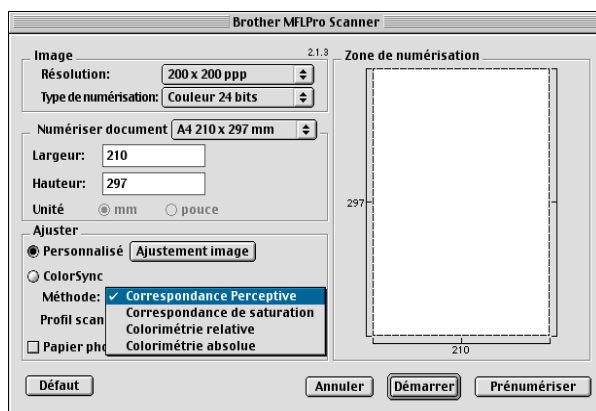 Brother MFLPro Scanner
Image
2.1.3
Résolution: 200 x 200 ppp
Type de numérisation: Couleur 24 bits
Numériser document A4 210 x 297 mm
Largeur: 210
Hauteur: 297
Unité mm pouce
Ajuster
Personnalisé Ajustement image
ColorSync
Méthode: ✓ Correspondance Perceptive
Correspondance de saturation
Profil scan
Colorimétrie relative
Papier pho
Colorimétrie absolue
Zone de numérisation
297
210
Défaut
Annuler
Démarrer
Prénumériser